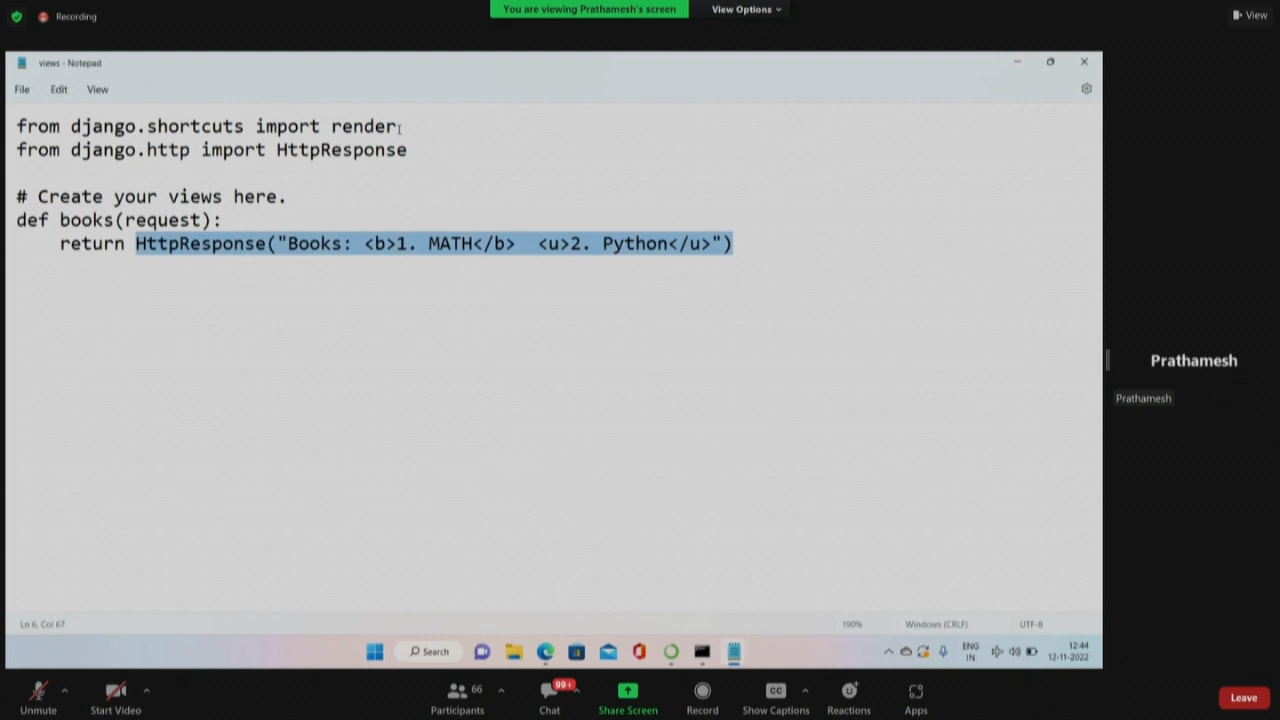 Recording
You are viewing Prathamesh's screen
View Options
View
views - Notepad
File Edit View
from django.shortcuts import render
from django.http import HttpResponse
# Create your views here.
def books(request):
    return HttpResponse("Books: <b>1. MATH</b>  <u>2. Python</u>")
Prathamesh
Prathamesh
Ln 6, Col 67
190%
Windows (CRLF)
UTF-8
Search
ENG
IN
12:44
12-11-2022
Unmute
Start Video
Participants
66
Chat
99+
Share Screen
Record
CC
Show Captions
Reactions
Apps
Leave